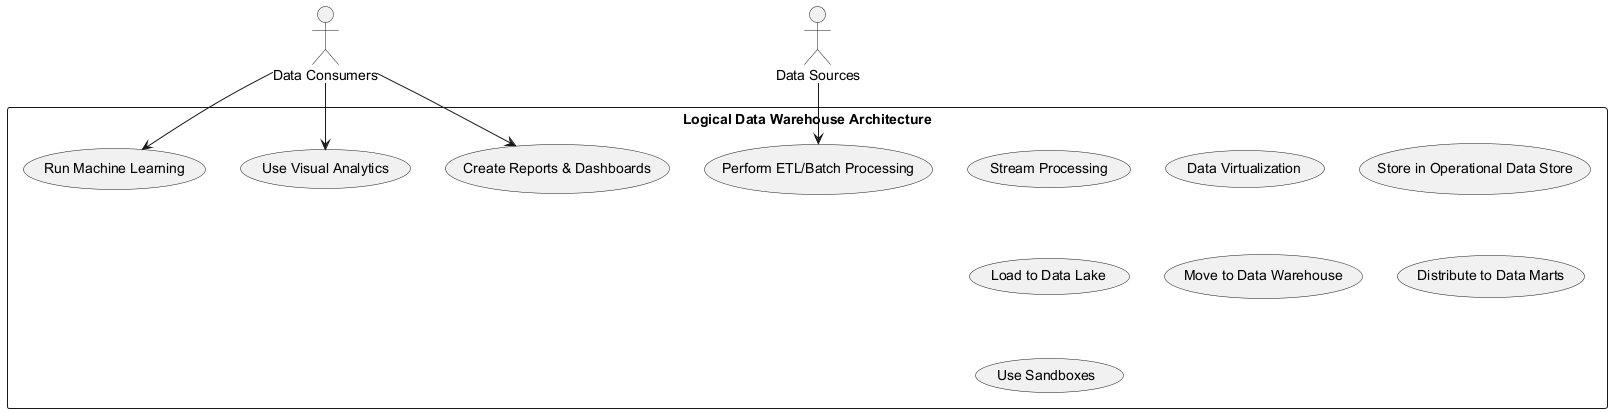 Data Consumers
Data Sources
Logical Data Warehouse Architecture
Run Machine Learning
Use Visual Analytics
Create Reports & Dashboards
Perform ETL/Batch Processing
Stream Processing
Data Virtualization
Store in Operational Data Store
Load to Data Lake
Move to Data Warehouse
Distribute to Data Marts
Use Sandboxes